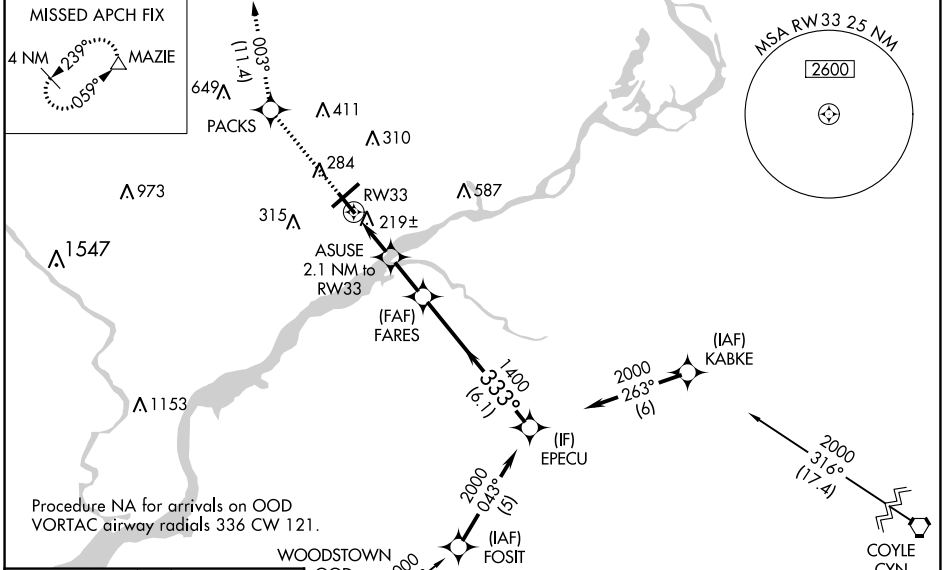 MISSED APCH FIX
4 NM
239°
MAZIE
059°
003°
(11.4)
649
PACKS
411
310
284
973
RW33
587
315
219±
1547
ASUSE
2.1 NM to
RW33
(FAF)
FARES
MSA RW33 25 NM
2600
1400
333°
(6.1)
(IAF)
KABKE
2000
263°
(6)
1153
(IF)
EPECU
2000
316°
(17.4)
2000
043°
(5)
Procedure NA for arrivals on OOD
VORTAC airway radials 336 CW 121.
(IAF)
FOSIT
WOODSTOWN
COYLE